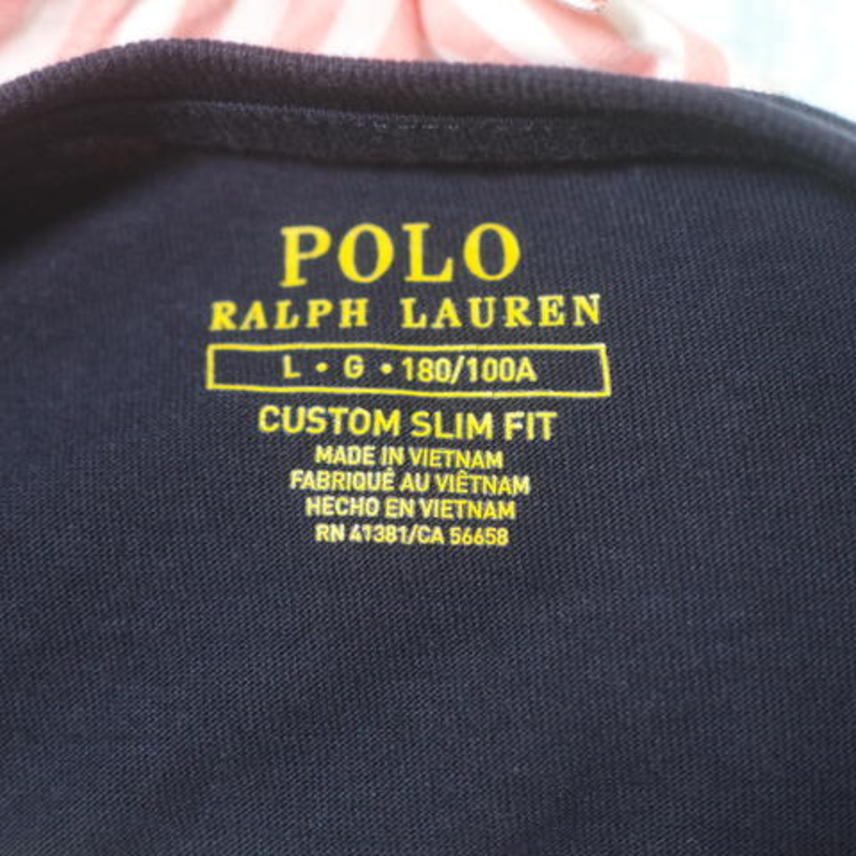 POLO
RALPH LAUREN
L • G • 180/100A
CUSTOM SLIM FIT
MADE IN VIETNAM
FABRIQUÉ AU VIÊTNAM
HECHO EN VIETNAM
RN 41381/CA 56658